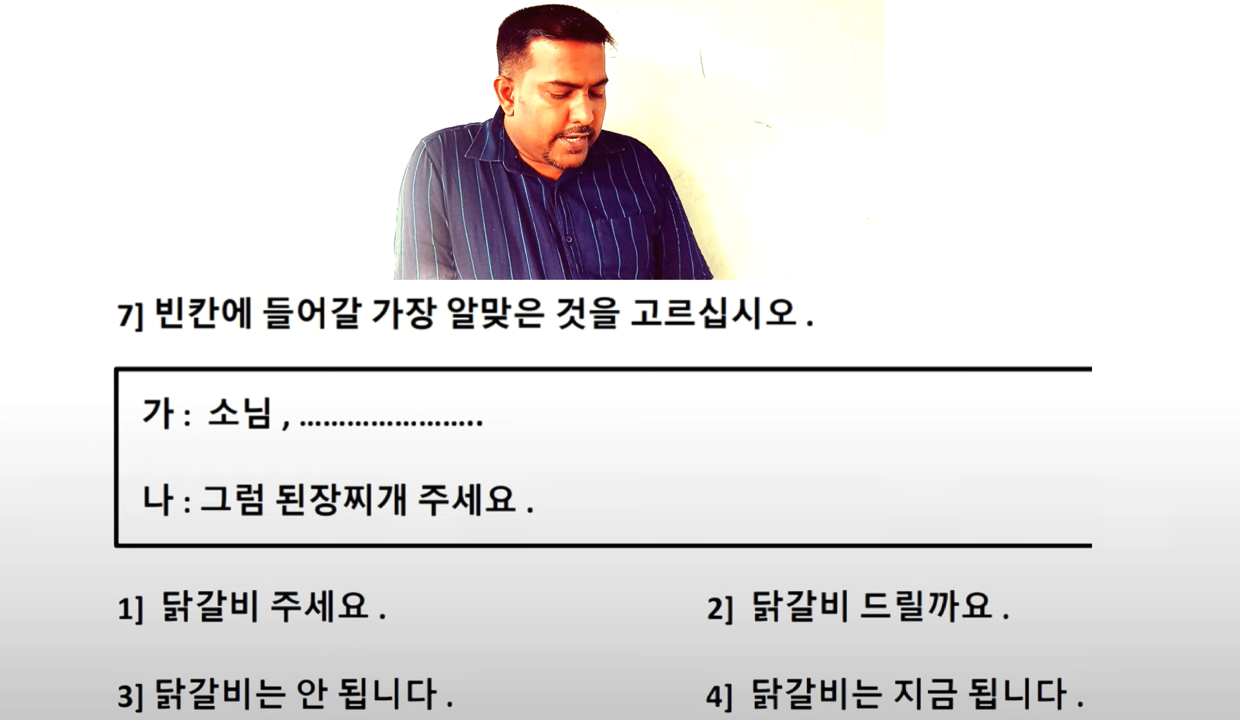 7] 빈칸에 들어갈 가장 알맞은 것을 고르십시오 .
가 : 소님 , ……………………..
나 : 그럼 된장찌개 주세요 .
1] 닭갈비 주세요 .
2] 닭갈비 드릴까요 .
3] 닭갈비는 안 됩니다 .
4] 닭갈비는 지금 됩니다 .